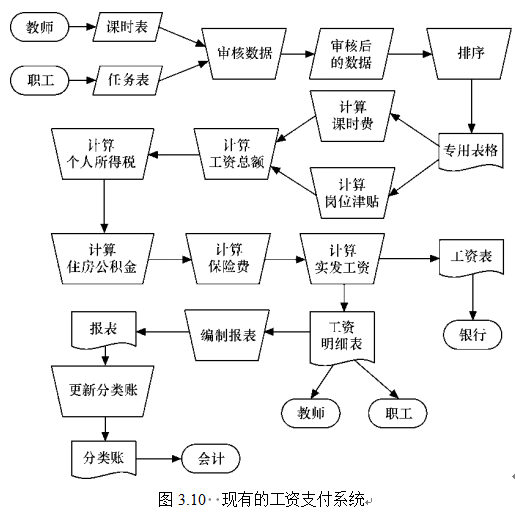 教师
课时表
审核数据
审核后
的数据
排序
职工
任务表
计算
课时费
计算
个人所得税
计算
工资总额
专用表格
计算
岗位津贴
计算
住房公积金
计算
保险费
计算
实发工资
工资表
银行
报表
编制报表
工资
明细表
更新分类账
教师
职工
分类账
会计
图 3.10 现有的工资支付系统